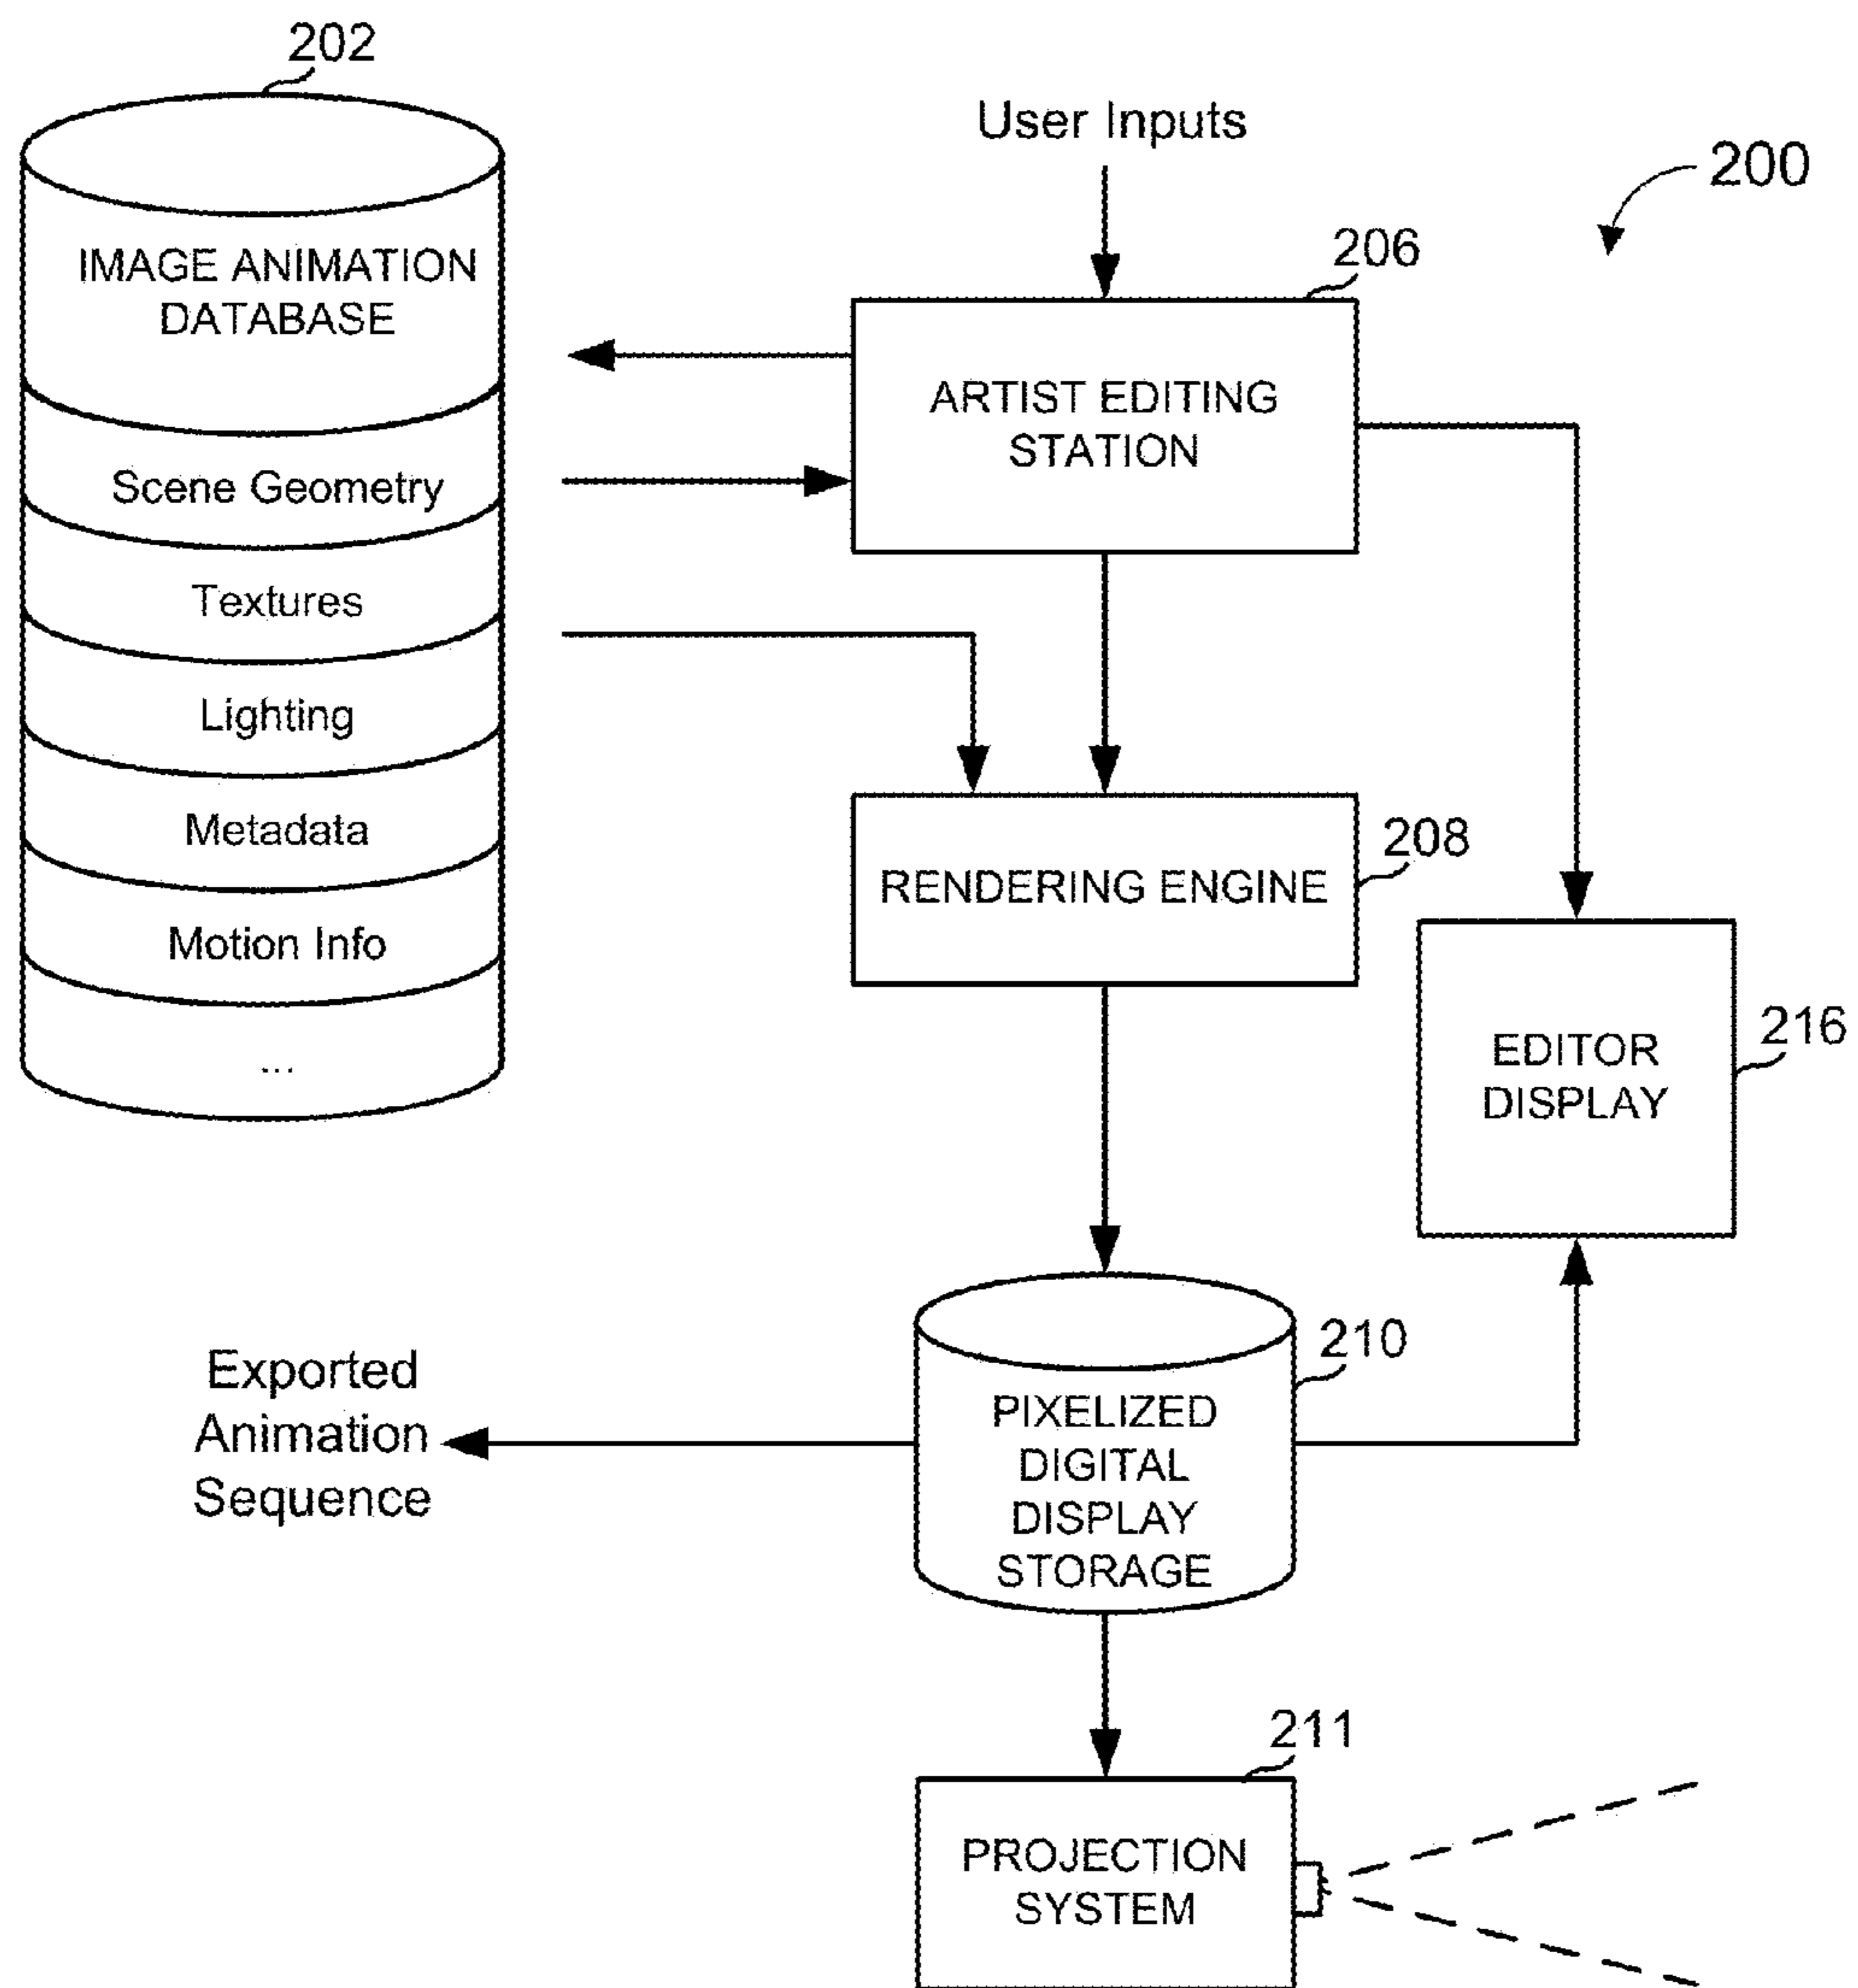 202
User Inputs
200
IMAGE ANIMATION
DATABASE
206
ARTIST EDITING
STATION
Scene Geometry
Textures
Lighting
Metadata
Motion Info
...
208
RENDERING ENGINE
216
EDITOR
DISPLAY
210
PIXELIZED
DIGITAL
DISPLAY
STORAGE
Exported
Animation
Sequence
211
PROJECTION
SYSTEM